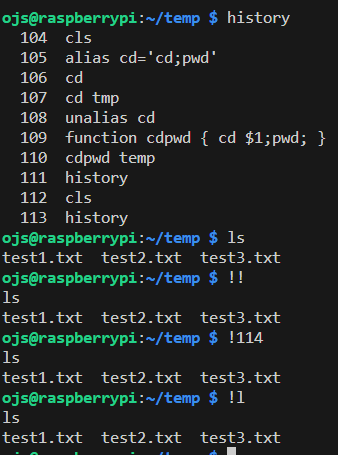 ojs@raspberrypi:~/temp $ history
  104  cls
  105  alias cd='cd;pwd'
  106  cd
  107  cd tmp
  108  unalias cd
  109  function cdpwd { cd $1;pwd; }
  110  cdpwd temp
  111  history
  112  cls
  113  history
ojs@raspberrypi:~/temp $ ls
test1.txt  test2.txt  test3.txt
ojs@raspberrypi:~/temp $ !!
ls
test1.txt  test2.txt  test3.txt
ojs@raspberrypi:~/temp $ !114
ls
test1.txt  test2.txt  test3.txt
ojs@raspberrypi:~/temp $ !l
ls
test1.txt  test2.txt  test3.txt